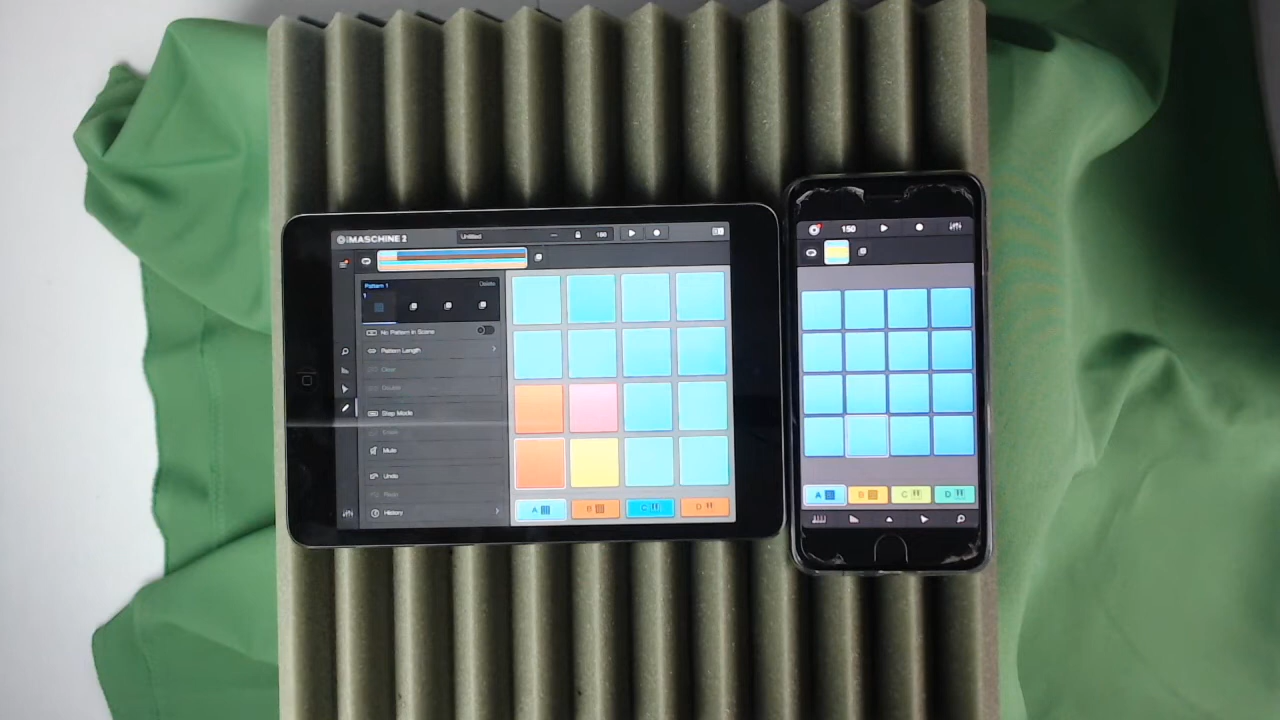 iMASCHINE 2
Untitled
Pattern 1
Delete
1
No Pattern in Scene
Pattern Length
Clear
Double
Step Mode
Mute
Undo
Redo
History
A
B
C
D
150
A
B
C
D